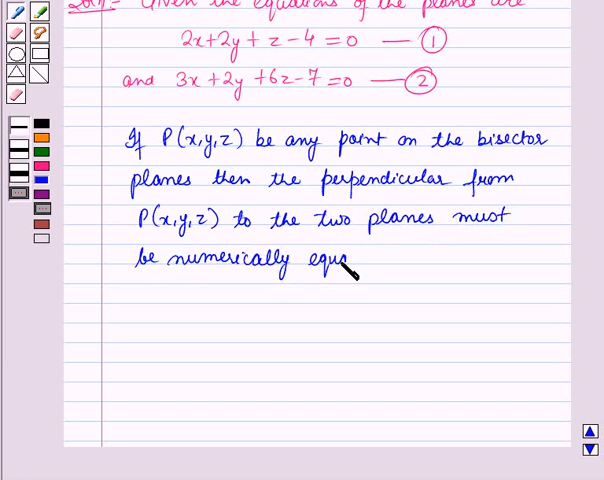 Soln:- Given the equations of the planes are
2x+2y+z-4=0 — ①
and 3x+2y+6z-7=0 — ②
If P(x,y,z) be any point on the bisector
planes then the perpendicular from
P(x,y,z) to the two planes must
be numerically equa